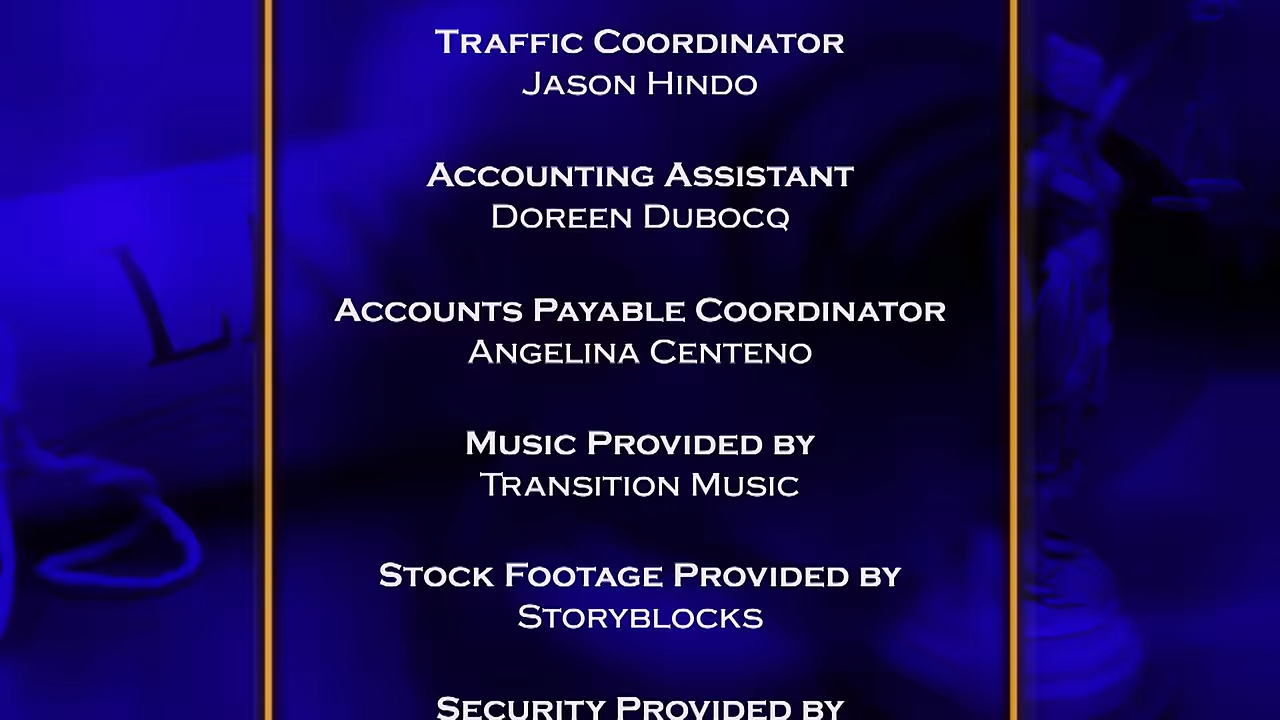 Traffic Coordinator
Jason Hindo
Accounting Assistant
Doreen Dubocq
Accounts Payable Coordinator
Angelina Centeno
Music Provided by
Transition Music
Stock Footage Provided by
Storyblocks
Security Provided by